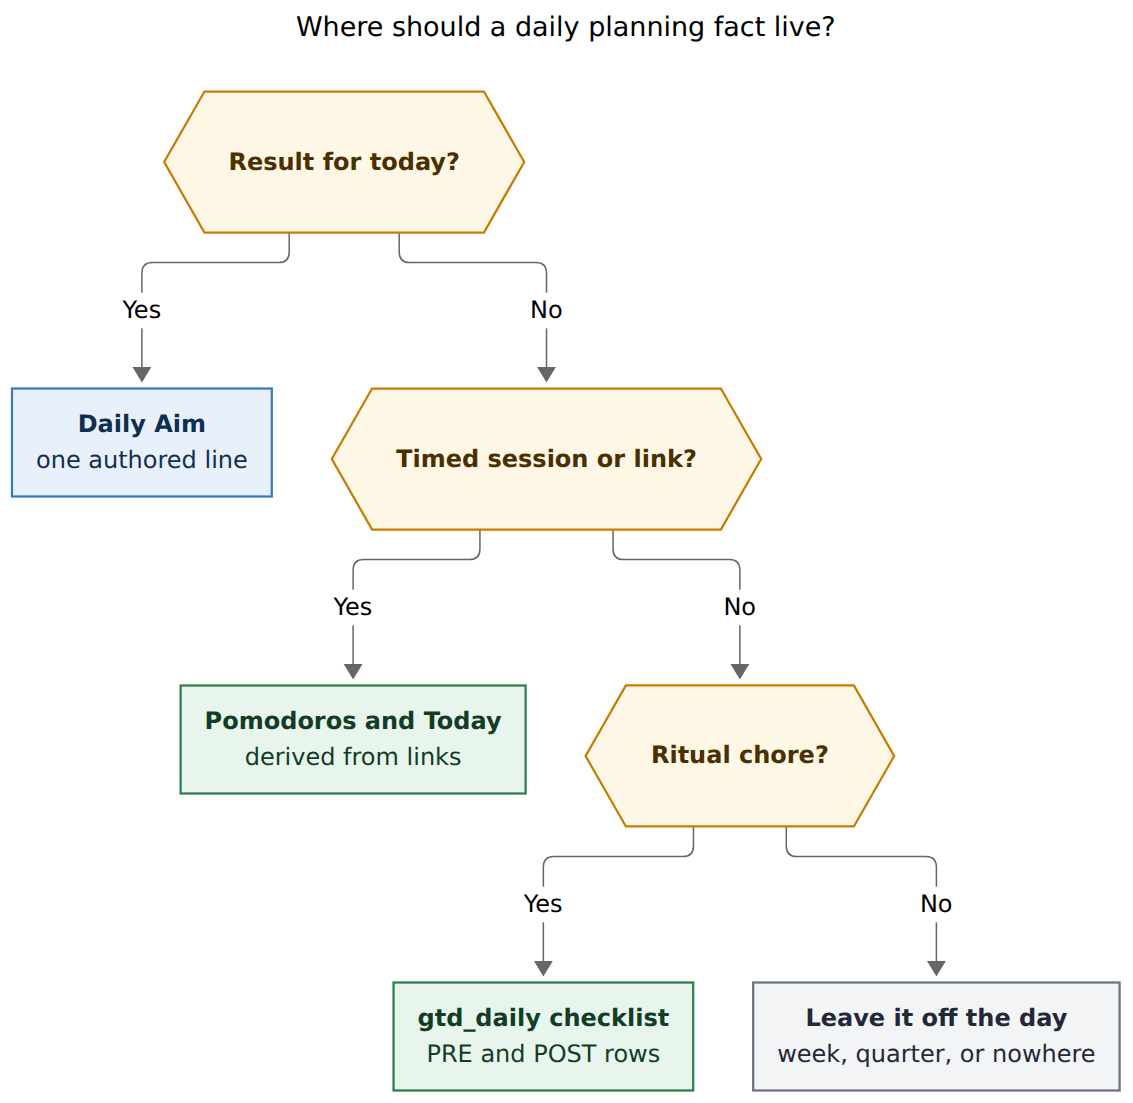 Where should a daily planning fact live?
Result for today?
Yes
No
Daily Aim
one authored line
Timed session or link?
Yes
No
Pomodoros and Today
derived from links
Ritual chore?
Yes
No
gtd_daily checklist
PRE and POST rows
Leave it off the day
week, quarter, or nowhere